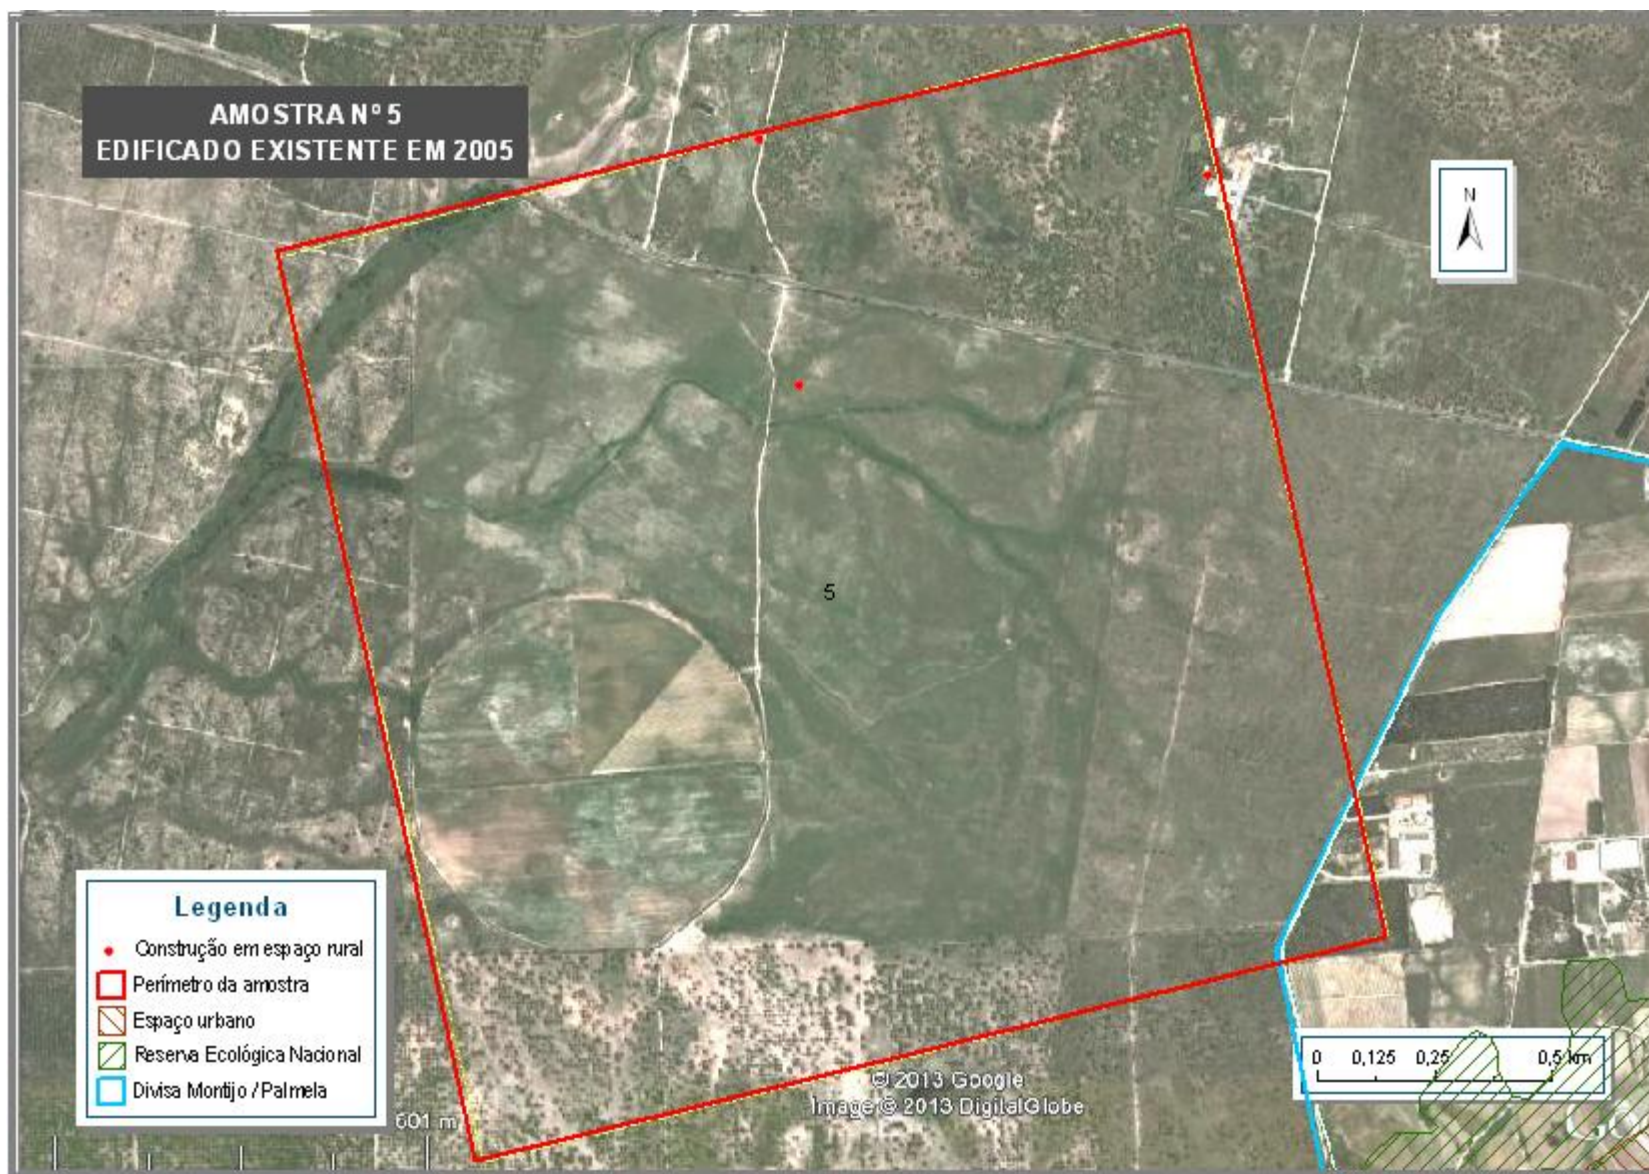 AMOSTRA Nº 5
EDIFICADO EXISTENTE EM 2005
N
5
Legenda
Construção em espaço rural
Perímetro da amostra
Espaço urbano
Reserva Ecológica Nacional
Divisa Montijo / Palmela
0 0,125 0,25 0,5 km
© 2013 Google
Image © 2013 DigitalGlobe
601 m